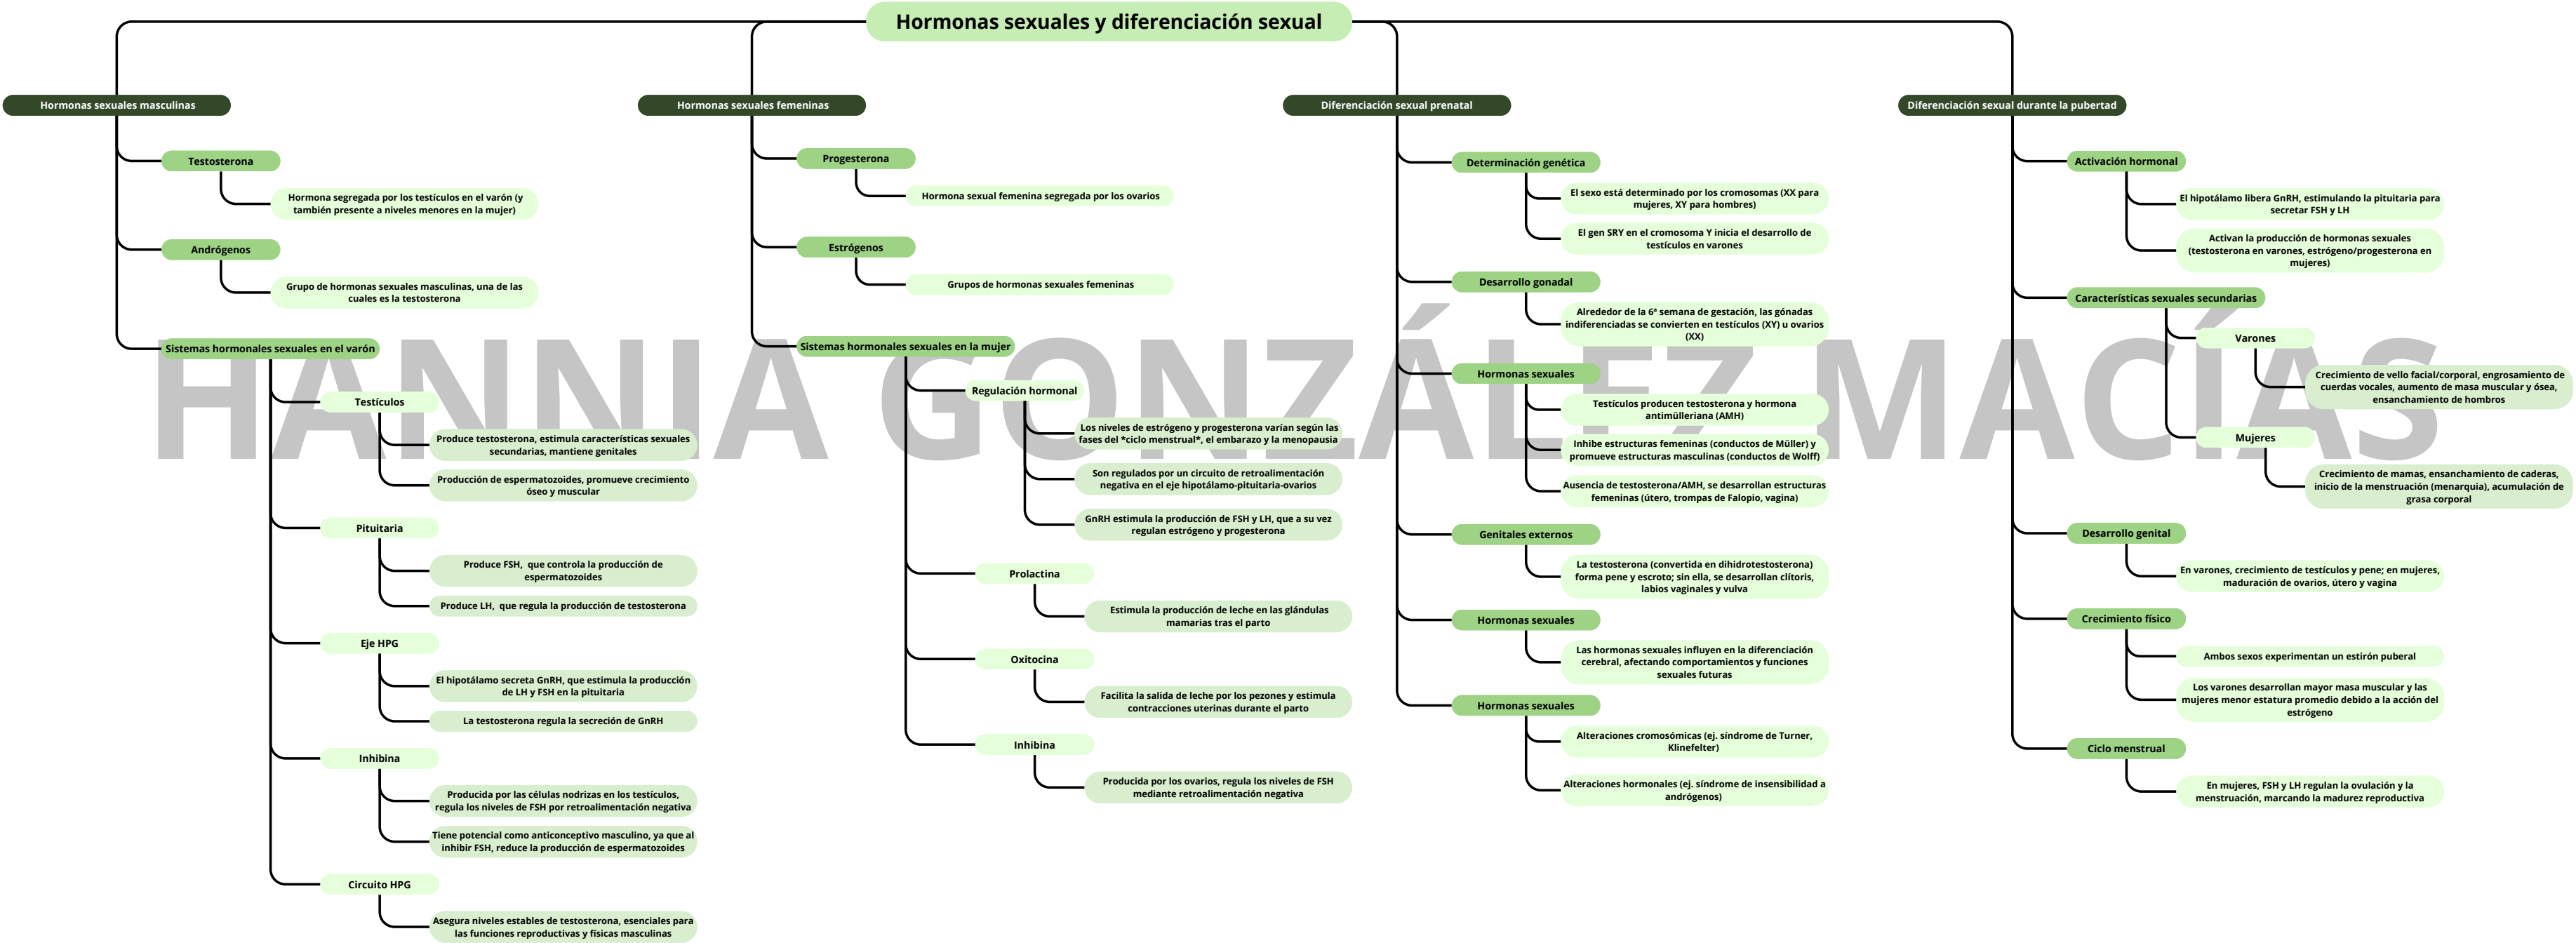 Hormonas sexuales y diferenciación sexual
Hormonas sexuales masculinas
Testosterona
Hormona segregada por los testículos en el varón (y
también presente a niveles menores en la mujer)
Andrógenos
Grupo de hormonas sexuales masculinas, una de las
cuales es la testosterona
Sistemas hormonales sexuales en el varón
Testículos
Produce testosterona, estimula características sexuales
secundarias, mantiene genitales
Producción de espermatozoides, promueve crecimiento
óseo y muscular
Pituitaria
Produce FSH,  que controla la producción de
espermatozoides
Produce LH,  que regula la producción de testosterona
Eje HPG
El hipotálamo secreta GnRH, que estimula la producción
de LH y FSH en la pituitaria
La testosterona regula la secreción de GnRH
Inhibina
Producida por las células nodrizas en los testículos,
regula los niveles de FSH por retroalimentación negativa
Tiene potencial como anticonceptivo masculino, ya que al
inhibir FSH, reduce la producción de espermatozoides
Circuito HPG
Asegura niveles estables de testosterona, esenciales para
las funciones reproductivas y físicas masculinas
Hormonas sexuales femeninas
Progesterona
Hormona sexual femenina segregada por los ovarios
Estrógenos
Grupos de hormonas sexuales femeninas
Sistemas hormonales sexuales en la mujer
Regulación hormonal
Los niveles de estrógeno y progesterona varían según las
fases del *ciclo menstrual*, el embarazo y la menopausia
Son regulados por un circuito de retroalimentación
negativa en el eje hipotálamo-pituitaria-ovarios
GnRH estimula la producción de FSH y LH, que a su vez
regulan estrógeno y progesterona
Prolactina
Estimula la producción de leche en las glándulas
mamarias tras el parto
Oxitocina
Facilita la salida de leche por los pezones y estimula
contracciones uterinas durante el parto
Inhibina
Producida por los ovarios, regula los niveles de FSH
mediante retroalimentación negativa
Diferenciación sexual prenatal
Determinación genética
El sexo está determinado por los cromosomas (XX para
mujeres, XY para hombres)
El gen SRY en el cromosoma Y inicia el desarrollo de
testículos en varones
Desarrollo gonadal
Alrededor de la 6ª semana de gestación, las gónadas
indiferenciadas se convierten en testículos (XY) u ovarios
(XX)
Hormonas sexuales
Testículos producen testosterona y hormona
antimülleriana (AMH)
Inhibe estructuras femeninas (conductos de Müller) y
promueve estructuras masculinas (conductos de Wolff)
Ausencia de testosterona/AMH, se desarrollan estructuras
femeninas (útero, trompas de Falopio, vagina)
Genitales externos
La testosterona (convertida en dihidrotestosterona)
forma pene y escroto; sin ella, se desarrollan clítoris,
labios vaginales y vulva
Hormonas sexuales
Las hormonas sexuales influyen en la diferenciación
cerebral, afectando comportamientos y funciones
sexuales futuras
Hormonas sexuales
Alteraciones cromosómicas (ej. síndrome de Turner,
Klinefelter)
Alteraciones hormonales (ej. síndrome de insensibilidad a
andrógenos)
Diferenciación sexual durante la pubertad
Activación hormonal
El hipotálamo libera GnRH, estimulando la pituitaria para
secretar FSH y LH
Activan la producción de hormonas sexuales
(testosterona en varones, estrógeno/progesterona en
mujeres)
Características sexuales secundarias
Varones
Crecimiento de vello facial/corporal, engrosamiento de
cuerdas vocales, aumento de masa muscular y ósea,
ensanchamiento de hombros
Mujeres
Crecimiento de mamas, ensanchamiento de caderas,
inicio de la menstruación (menarquia), acumulación de
grasa corporal
Desarrollo genital
En varones, crecimiento de testículos y pene; en mujeres,
maduración de ovarios, útero y vagina
Crecimiento físico
Ambos sexos experimentan un estirón puberal
Los varones desarrollan mayor masa muscular y las
mujeres menor estatura promedio debido a la acción del
estrógeno
Ciclo menstrual
En mujeres, FSH y LH regulan la ovulación y la
menstruación, marcando la madurez reproductiva
HANNIA GONZÁLEZ MACÍAS